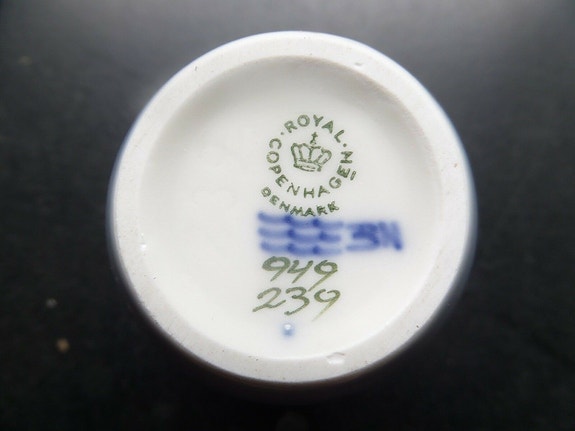 ROYAL
COPENHAGEN
DENMARK
949
239